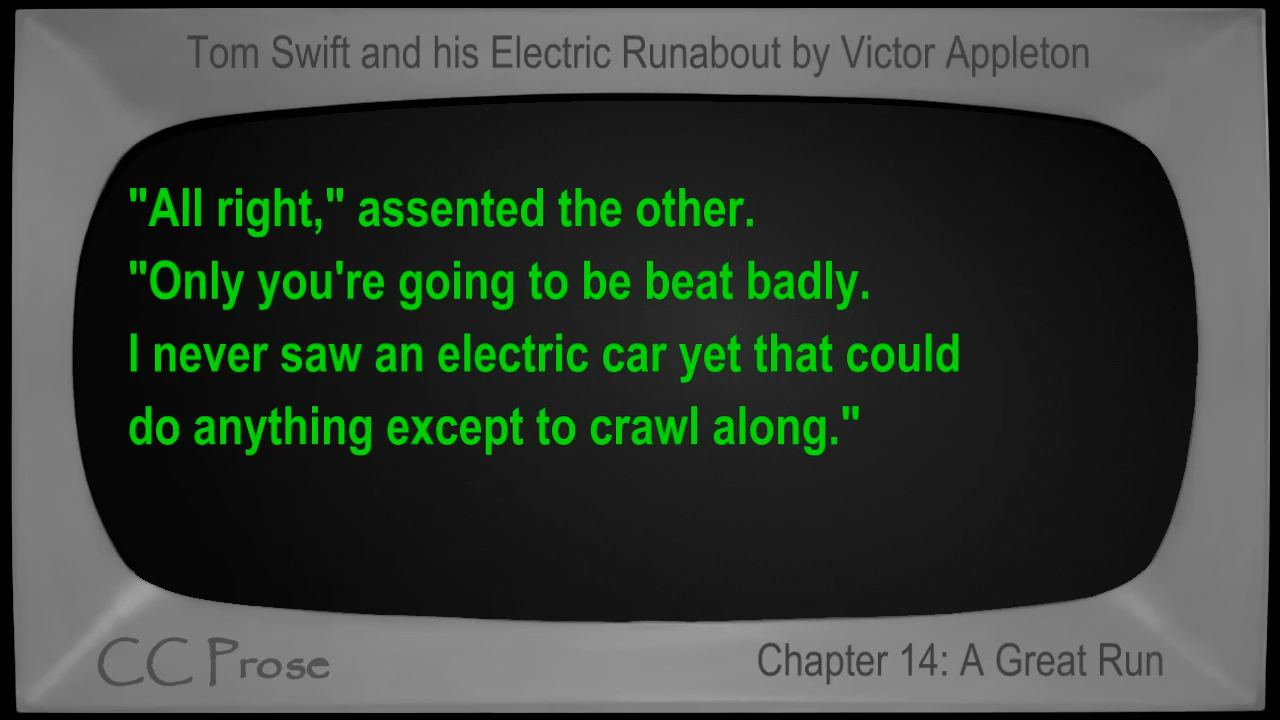 Tom Swift and his Electric Runabout by Victor Appleton
"All right," assented the other.
"Only you're going to be beat badly.
I never saw an electric car yet that could
do anything except to crawl along."
CC Prose
Chapter 14: A Great Run